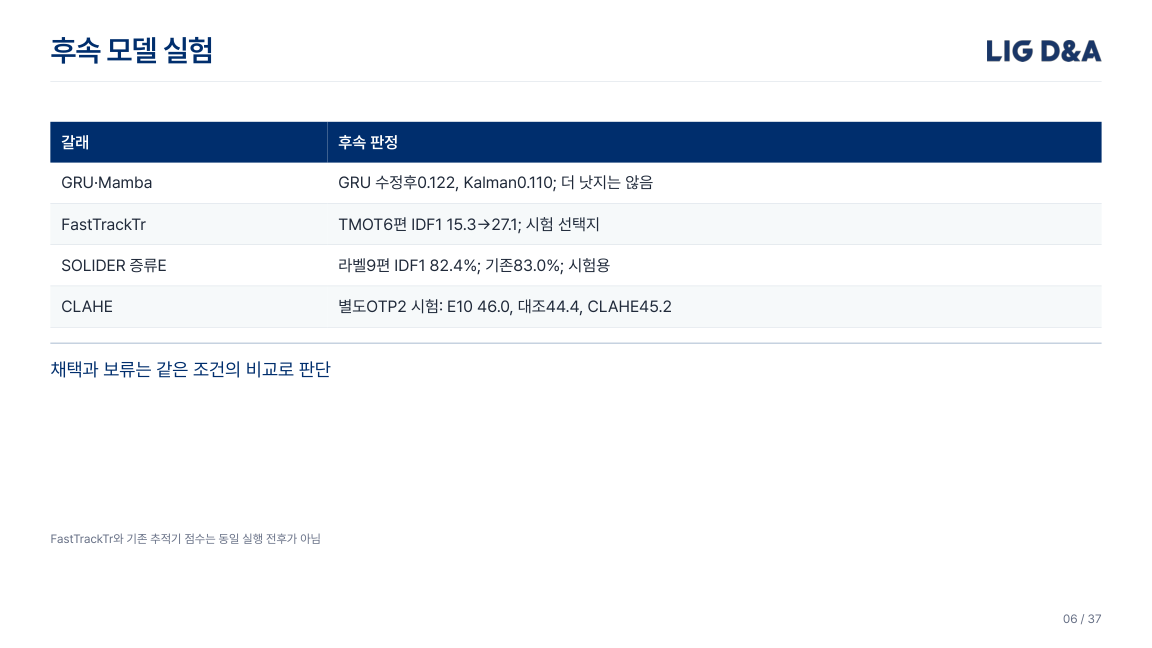 후속 모델 실험
LIG D&A
갈래 후속 판정
GRU·Mamba GRU 수정후0.122, Kalman0.110; 더 낫지는 않음
FastTrackTr TMOT6편 IDF1 15.3→27.1; 시험 선택지
SOLIDER 증류E 라벨9편 IDF1 82.4%; 기존83.0%; 시험용
CLAHE 별도OTP2 시험: E10 46.0, 대조44.4, CLAHE45.2
채택과 보류는 같은 조건의 비교로 판단
FastTrackTr와 기존 추적기 점수는 동일 실행 전후가 아님
06 / 37